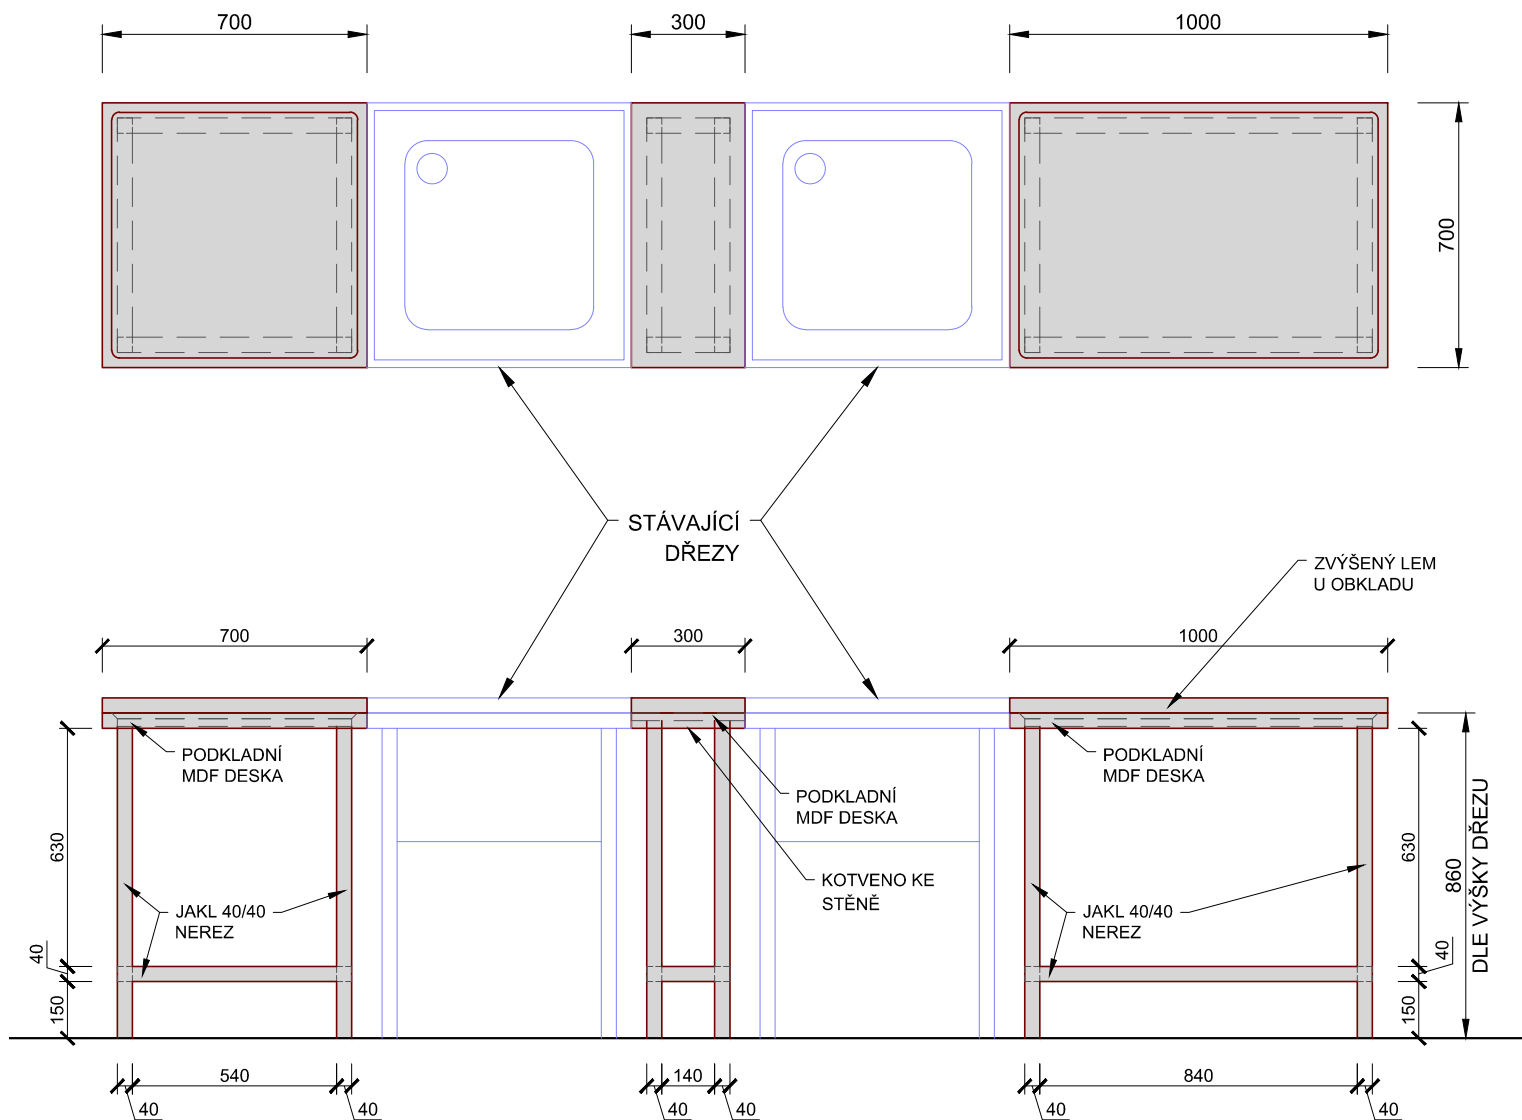 700
300
1000
700
STÁVAJÍCÍ
DŘEZY
ZVÝŠENÝ LEM
U OBKLADU
700
300
1000
PODKLADNÍ
MDF DESKA
PODKLADNÍ
MDF DESKA
PODKLADNÍ
MDF DESKA
KOTVENO KE
STĚNĚ
JAKL 40/40
NEREZ
JAKL 40/40
NEREZ
630
40
150
630
40
150
860
DLE VÝŠKY DŘEZU
540
140
840
40
40
40
40
40
40